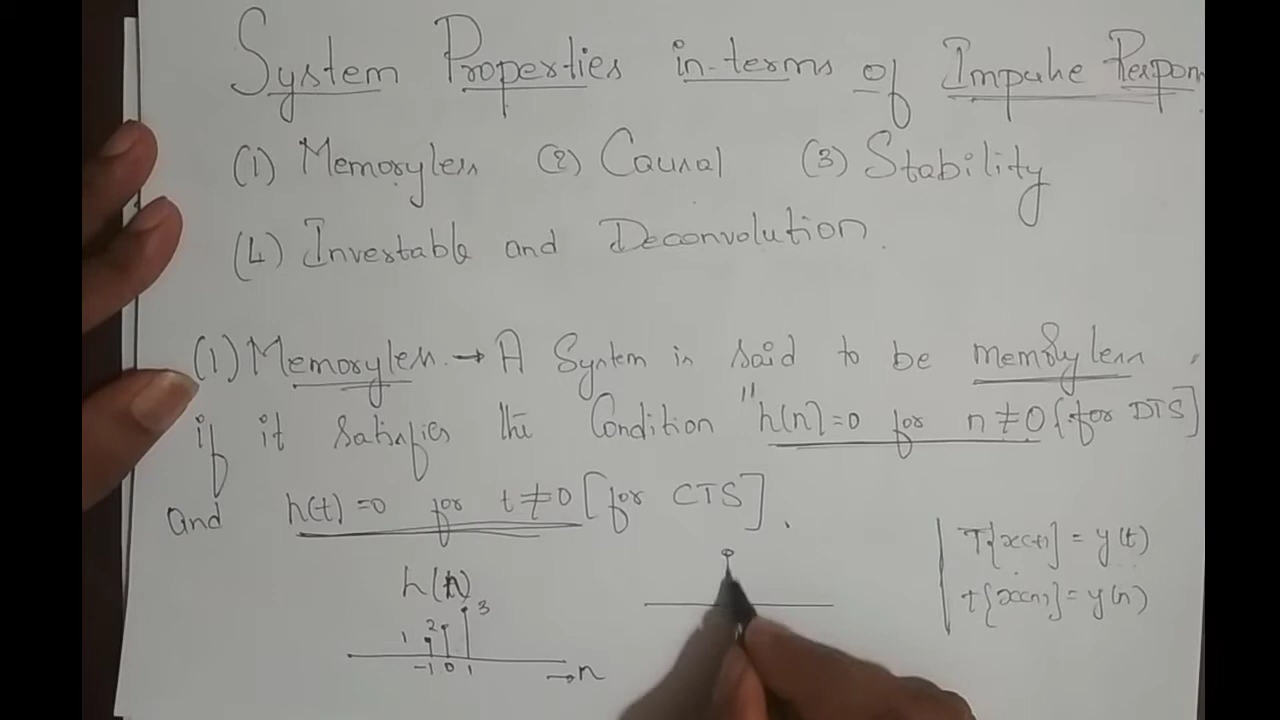 System Properties in-terms of Impulse Respon
(1) Memoryless (2) Causal (3) Stability
(4) Invertable and Deconvolution.
(1) Memoryless → A System is said to be memoryless,
if it satisfies the Condition "h(n)=0 for n≠0 [for DTS]
and h(t)=0 for t≠0 [for CTS].
T[x(t)] = y(t)
T[x(n)] = y(n)
h(n)
1 2 3
-1 0 1 → n